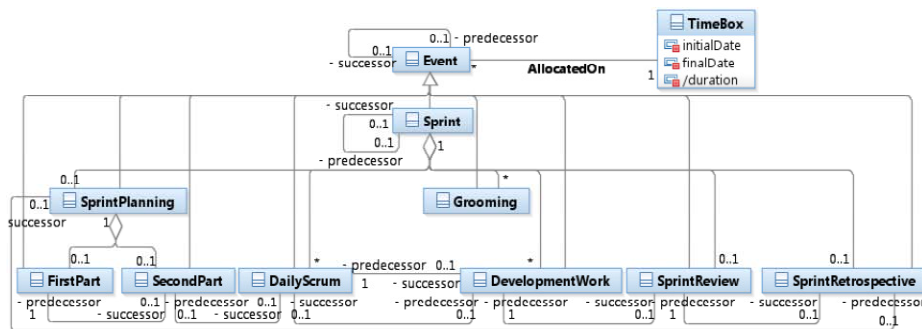 0..1 - predecessor
TimeBox
0..1
Event
initialDate
- successor
*
AllocatedOn
1
finalDate
/duration
- successor
0..1
Sprint
0..1
1
- predecessor
0..1
*
0..1
SprintPlanning
Grooming
successor
1
0..1
0..1
*
- predecessor
0..1
*
0..1
0..1
FirstPart
SecondPart
DailyScrum
1
DevelopmentWork
SprintReview
SprintRetrospective
- predecessor
0..1
- predecessor
0..1
- successor
- predecessor
- predecessor
- successor
- predecessor
- successor
- predecessor
1
- successor
0..1
- successor
0..1
0..1
1
0..1
1
0..1
0..1